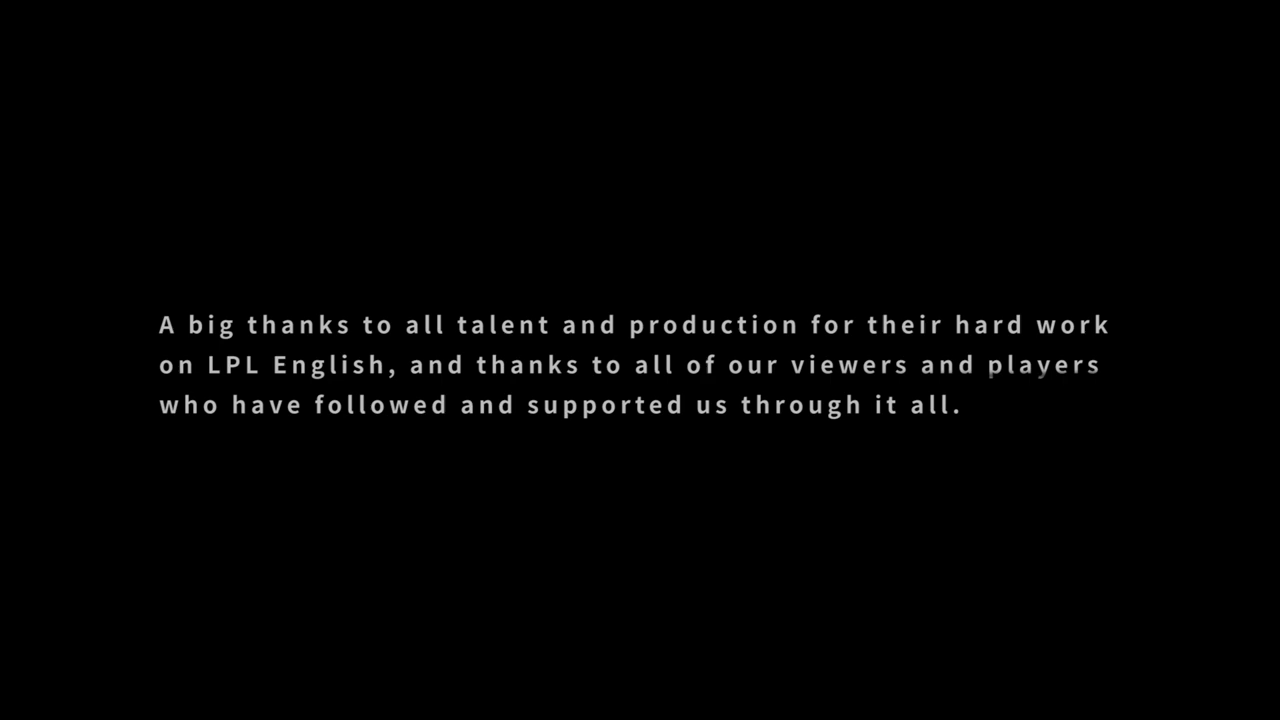 A big thanks to all talent and production for their hard work
on LPL English, and thanks to all of our viewers and players
who have followed and supported us through it all.